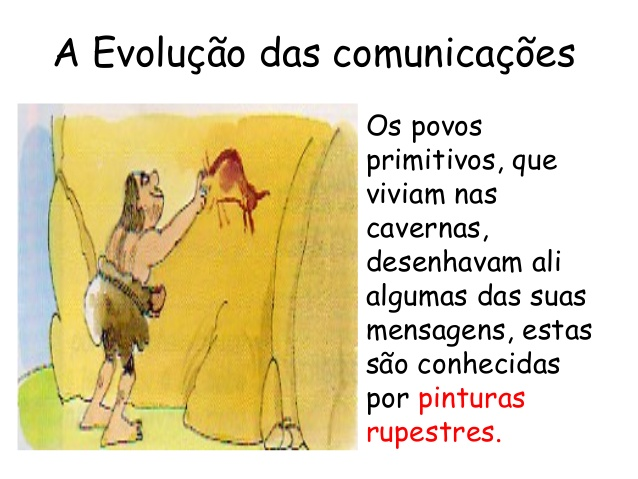 A Evolução das comunicações
Os povos
primitivos, que
viviam nas
cavernas,
desenhavam ali
algumas das suas
mensagens, estas
são conhecidas
por pinturas
rupestres.